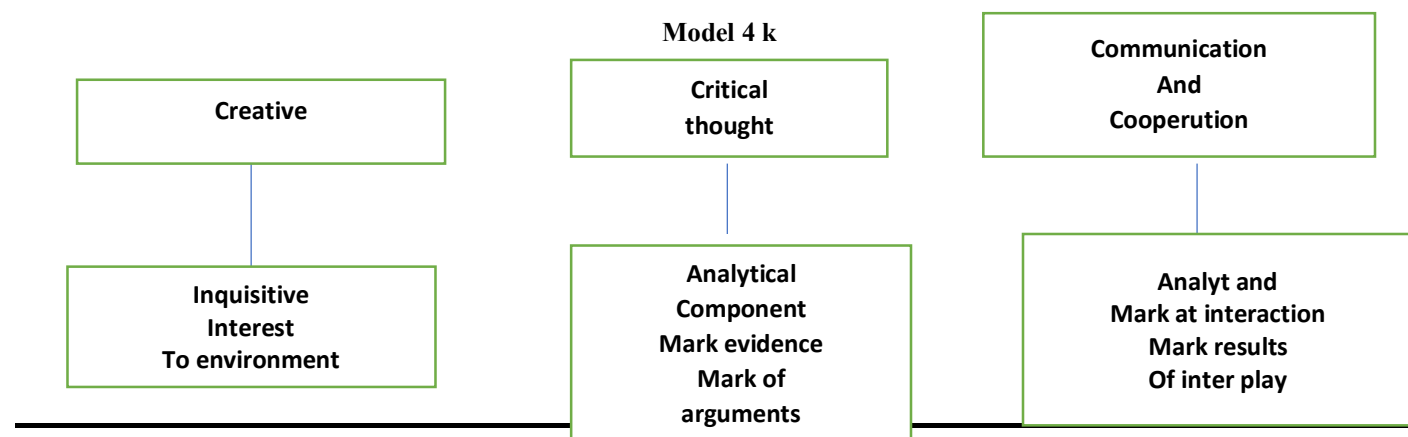 Model 4 k
Creative
Critical
thought
Communication
And
Cooperution
Inquisitive
Interest
To environment
Analytical
Component
Mark evidence
Mark of
arguments
Analyt and
Mark at interaction
Mark results
Of inter play